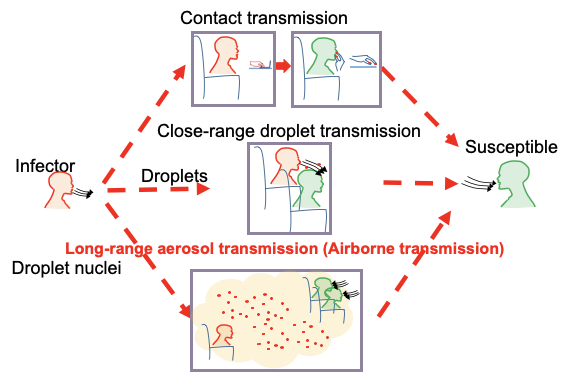 Contact transmission
Close-range droplet transmission
Infector
Susceptible
Droplets
Long-range aerosol transmission (Airborne transmission)
Droplet nuclei